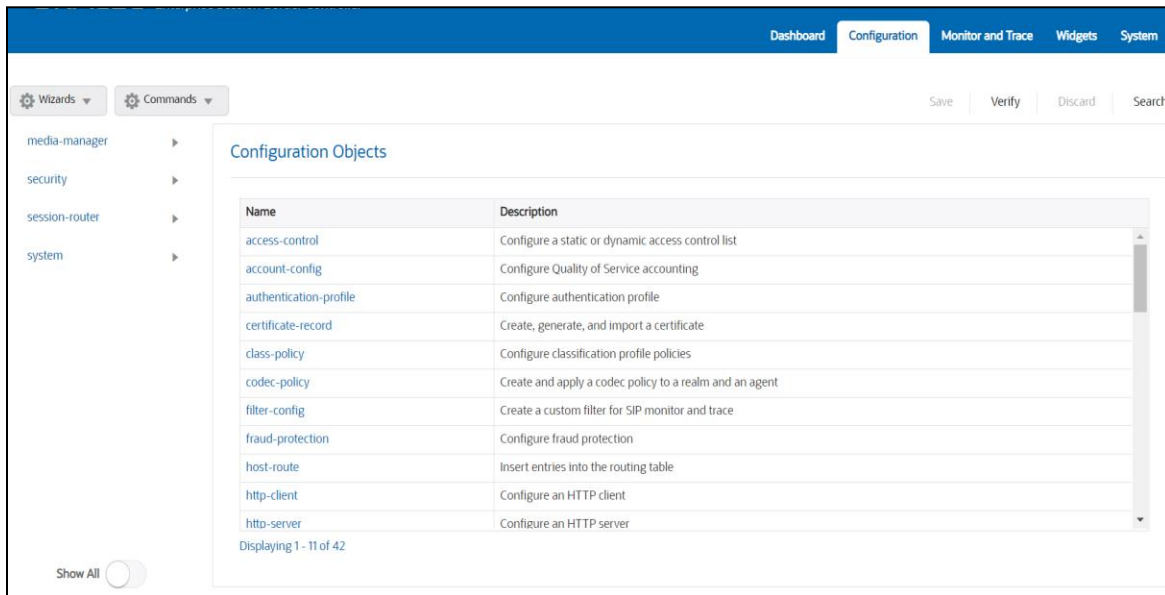 Enterprise Session Border Controller
Dashboard Configuration Monitor and Trace Widgets System
Wizards Commands Save Verify Discard Search
media-manager
security
session-router
system
Configuration Objects
Name Description
access-control Configure a static or dynamic access control list
account-config Configure Quality of Service accounting
authentication-profile Configure authentication profile
certificate-record Create, generate, and import a certificate
class-policy Configure classification profile policies
codec-policy Create and apply a codec policy to a realm and an agent
filter-config Create a custom filter for SIP monitor and trace
fraud-protection Configure fraud protection
host-route Insert entries into the routing table
http-client Configure an HTTP client
http-server Configure an HTTP server
Displaying 1 - 11 of 42
Show All